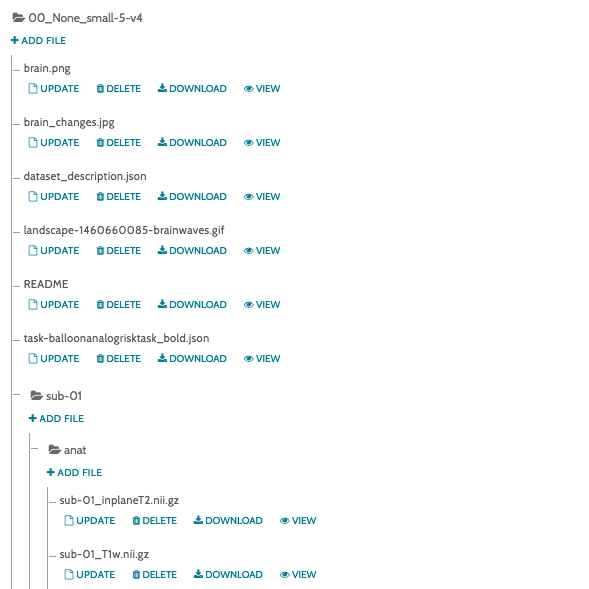 00_None_small-5-v4
ADD FILE
brain.png
UPDATE DELETE DOWNLOAD VIEW
brain_changes.jpg
UPDATE DELETE DOWNLOAD VIEW
dataset_description.json
UPDATE DELETE DOWNLOAD VIEW
landscape-1460660085-brainwaves.gif
UPDATE DELETE DOWNLOAD VIEW
README
UPDATE DELETE DOWNLOAD VIEW
task-balloonanalogrisktask_bold.json
UPDATE DELETE DOWNLOAD VIEW
sub-01
ADD FILE
anat
ADD FILE
sub-01_inplaneT2.nii.gz
UPDATE DELETE DOWNLOAD VIEW
sub-01_T1w.nii.gz
UPDATE DELETE DOWNLOAD VIEW